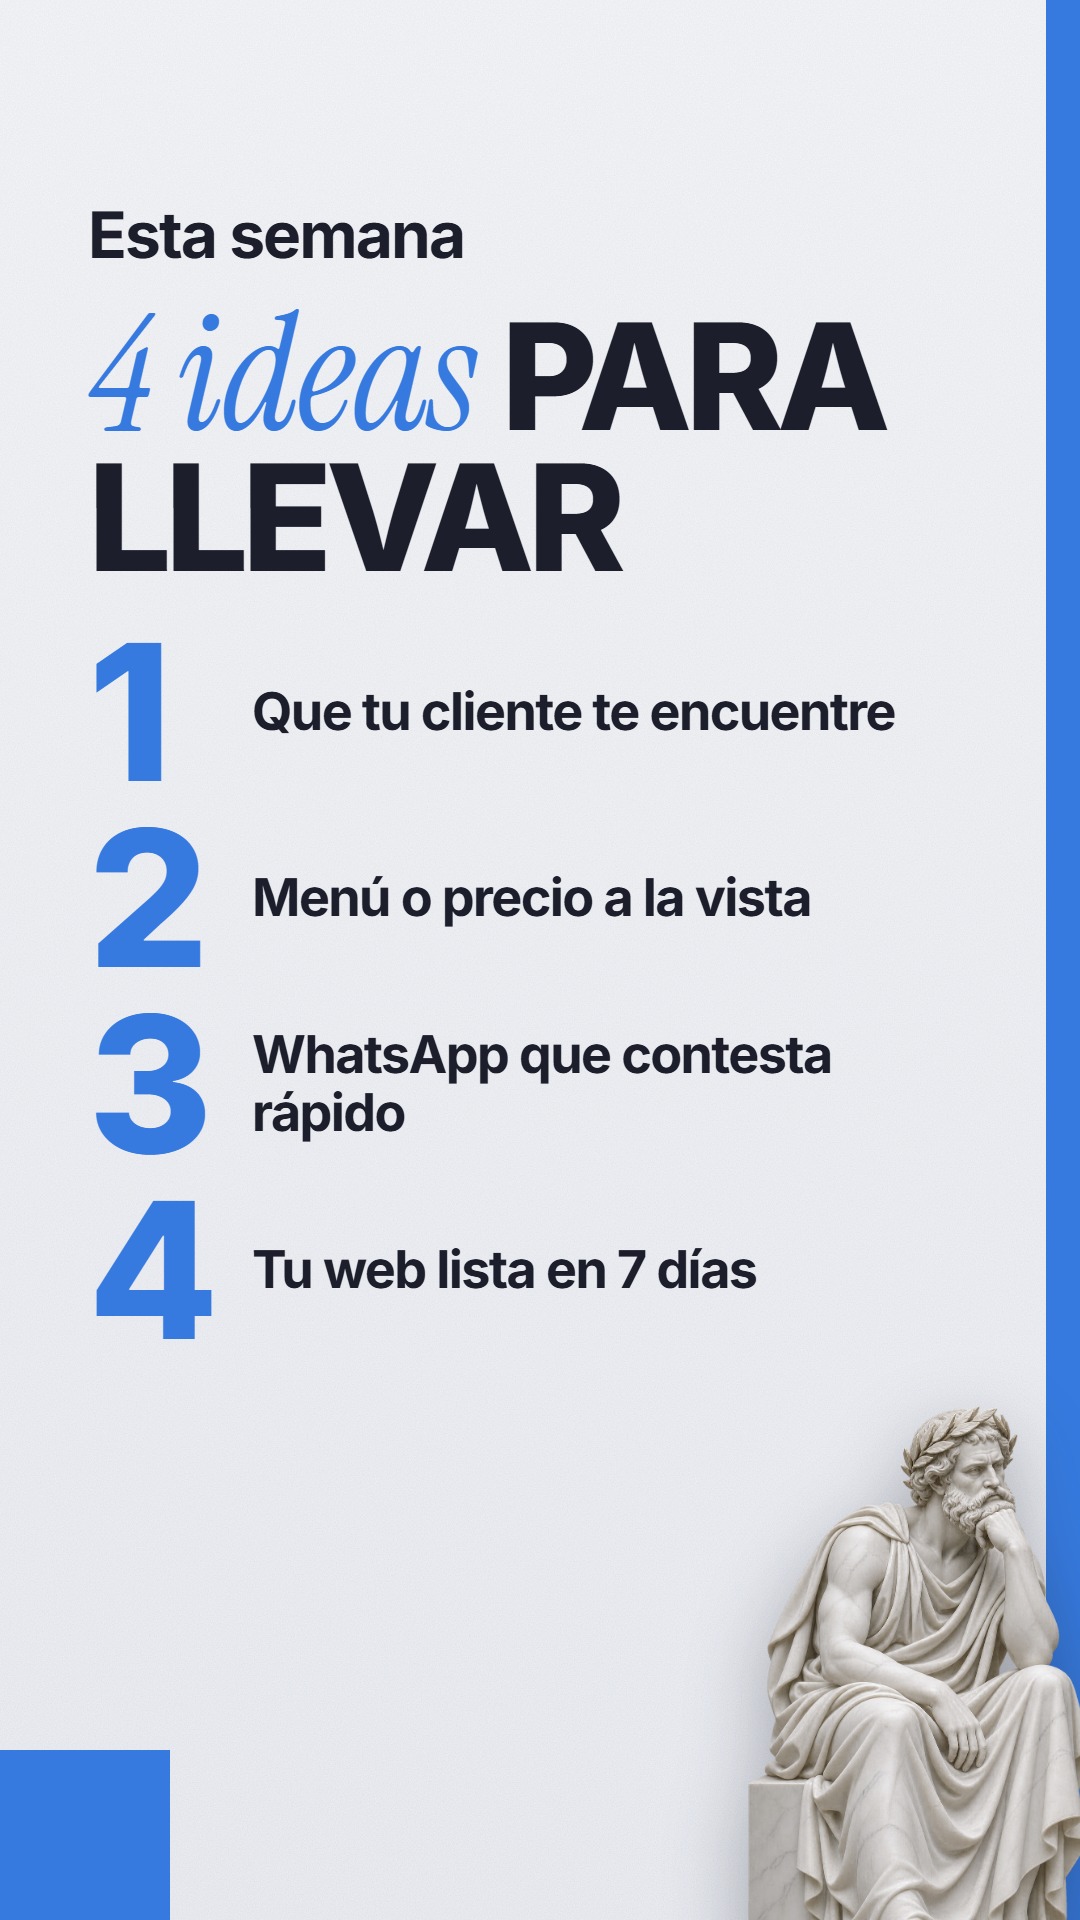 Esta semana
4 ideas PARA
LLEVAR
1 Que tu cliente te encuentre
2 Menú o precio a la vista
3 WhatsApp que contesta
rápido
4 Tu web lista en 7 días